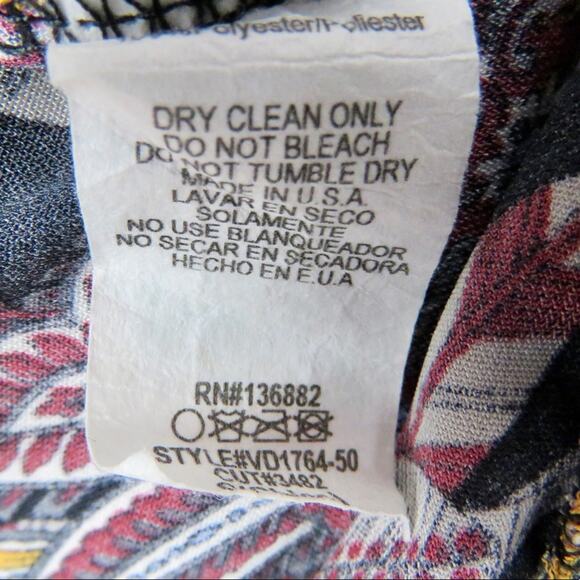 DRY CLEAN ONLY
DO NOT BLEACH
DO NOT TUMBLE DRY
MADE IN U.S.A
LAVAR EN SECO
SOLAMENTE
NO USE BLANQUEADOR
NO SECAR EN SECADORA
HECHO EN E.U.A
RN#136882
STYLE#VD1764-50
CUT#3482